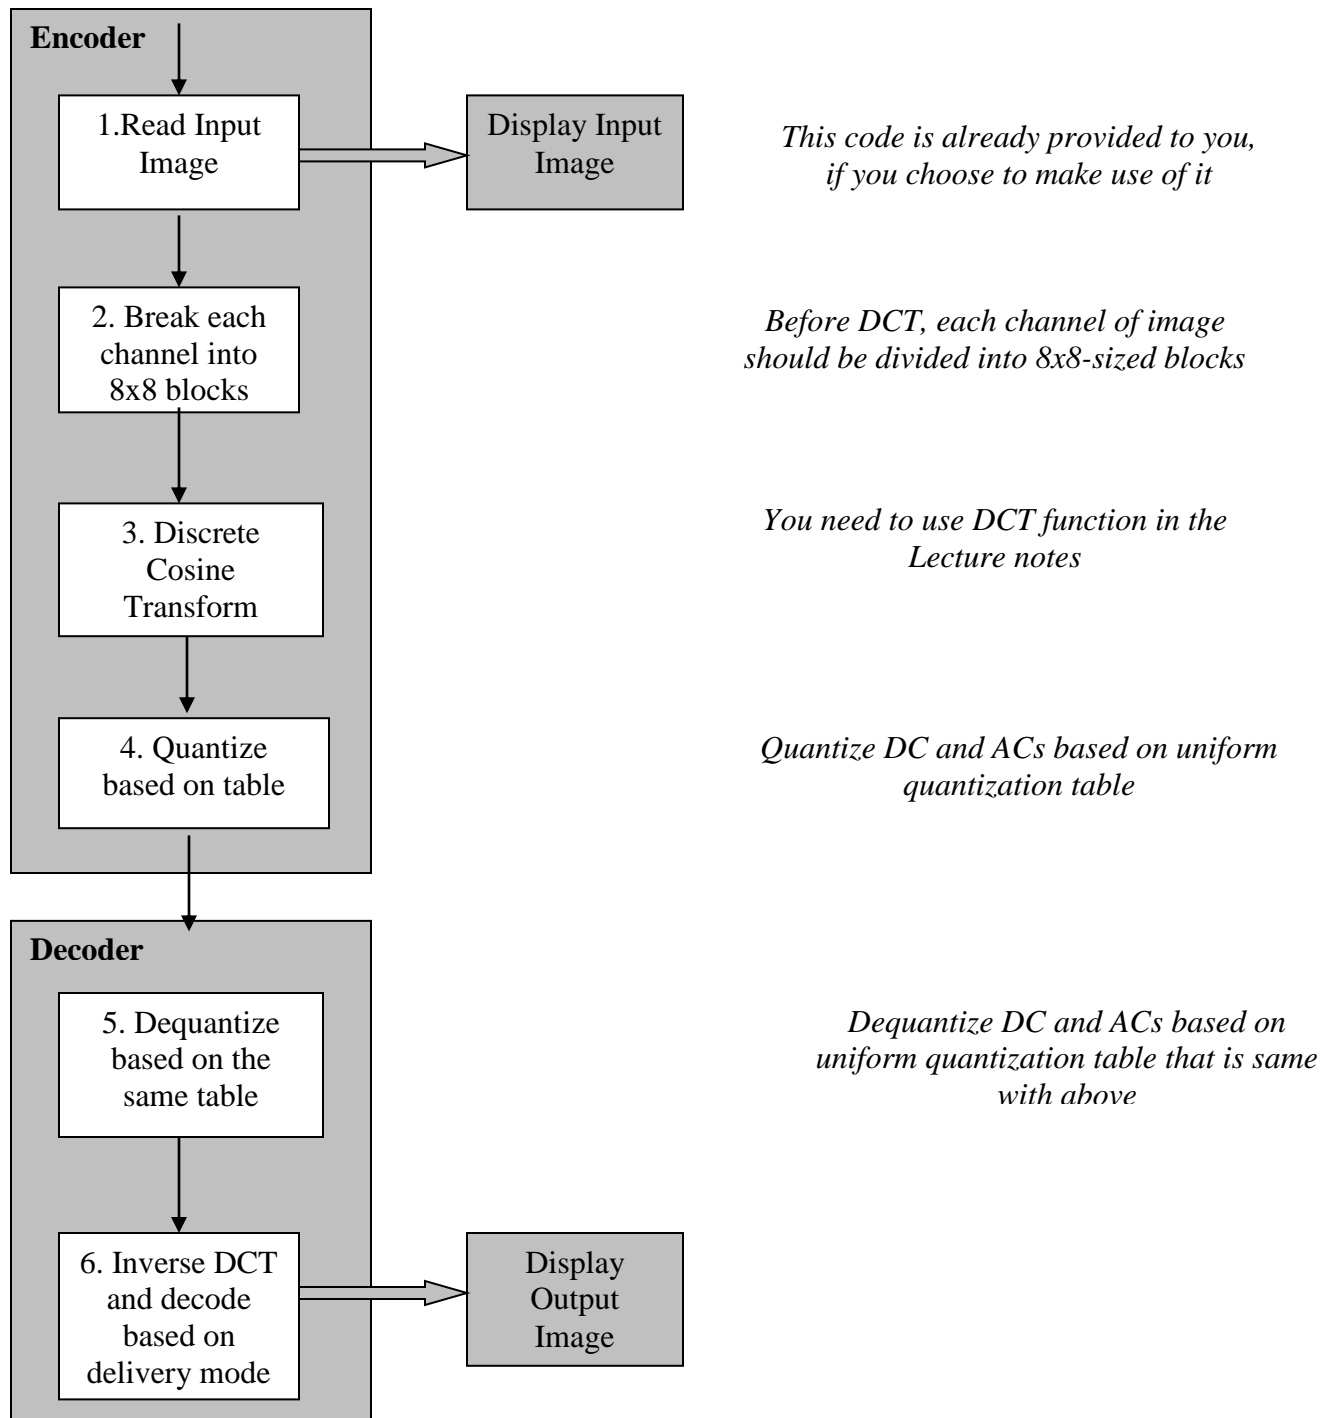 Encoder
1.Read Input
Image
Display Input
Image
This code is already provided to you,
if you choose to make use of it
2. Break each
channel into
8x8 blocks
Before DCT, each channel of image
should be divided into 8x8-sized blocks
3. Discrete
Cosine
Transform
You need to use DCT function in the
Lecture notes
4. Quantize
based on table
Quantize DC and ACs based on uniform
quantization table
Decoder
5. Dequantize
based on the
same table
Dequantize DC and ACs based on
uniform quantization table that is same
with above
6. Inverse DCT
and decode
based on
delivery mode
Display
Output
Image